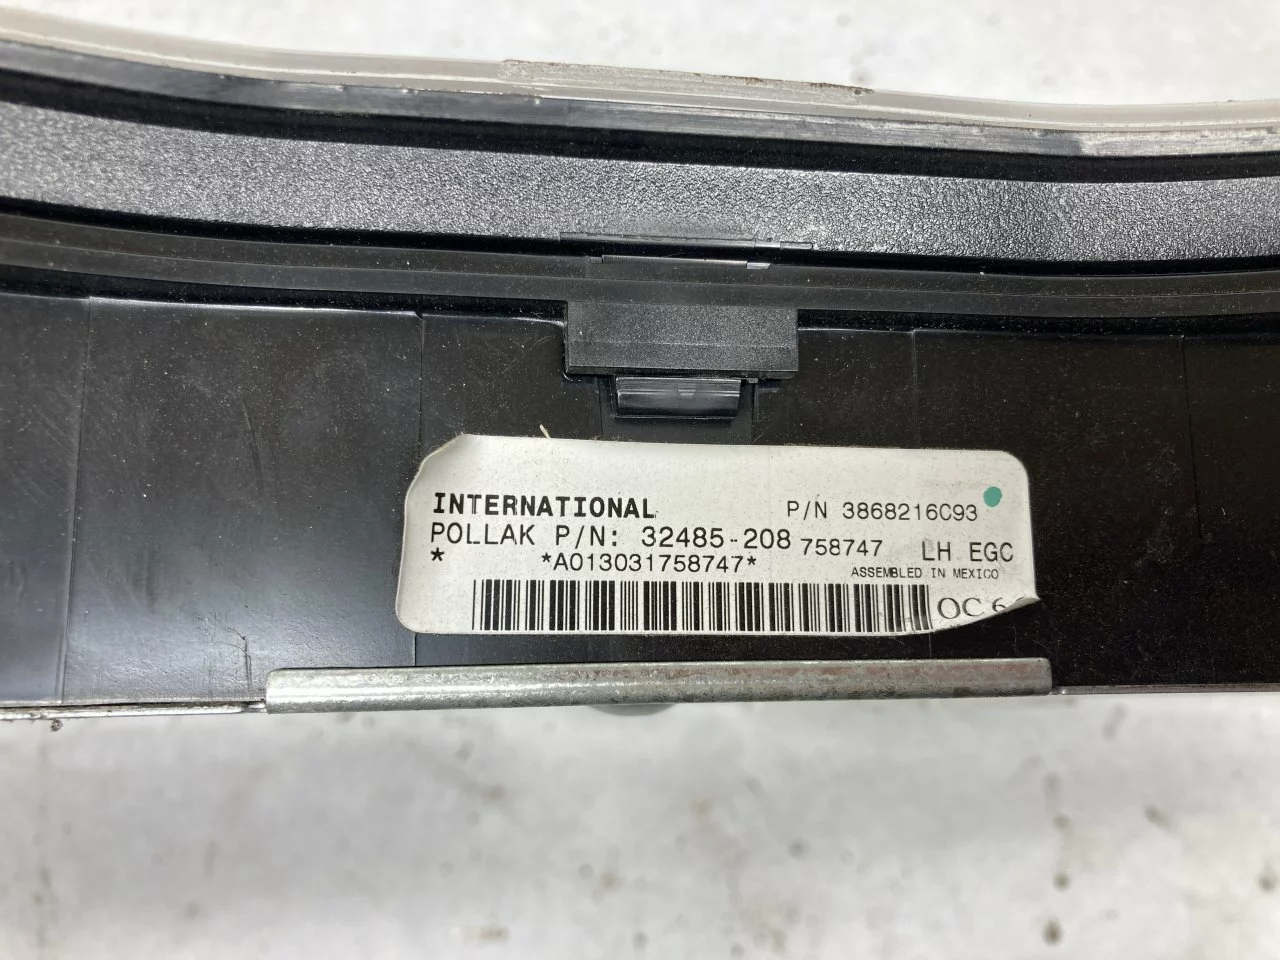 INTERNATIONAL P/N 3868216C93
POLLAK P/N: 32485-208 758747 LH EGC
* *A013031758747* ASSEMBLED IN MEXICO